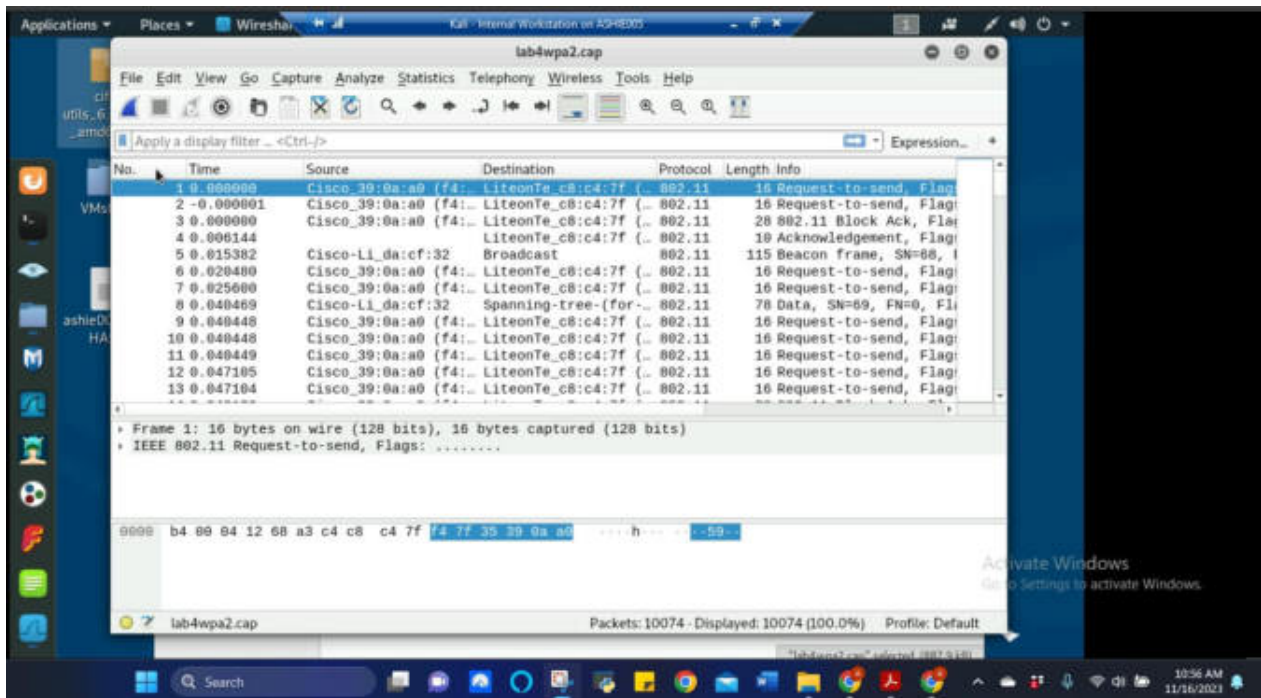 Applications Places Wireshar Kali - Internal Workstation on ASHIE005
lab4wpa2.cap
File Edit View Go Capture Analyze Statistics Telephony Wireless Tools Help
Apply a display filter ... <Ctrl-/> Expression...
No. Time Source Destination Protocol Length Info
1 0.000000 Cisco_39:0a:a0 (f4:... LiteonTe_c8:c4:7f (... 802.11 16 Request-to-send, Flag
2 -0.000001 Cisco_39:0a:a0 (f4:... LiteonTe_c8:c4:7f (... 802.11 16 Request-to-send, Flag
3 0.000000 Cisco_39:0a:a0 (f4:... LiteonTe_c8:c4:7f (... 802.11 28 802.11 Block Ack, Flag
4 0.006144 LiteonTe_c8:c4:7f (... 802.11 10 Acknowledgement, Flag
5 0.015382 Cisco-Li_da:cf:32 Broadcast 802.11 115 Beacon frame, SN=68,
6 0.020480 Cisco_39:0a:a0 (f4:... LiteonTe_c8:c4:7f (... 802.11 16 Request-to-send, Flag
7 0.025600 Cisco_39:0a:a0 (f4:... LiteonTe_c8:c4:7f (... 802.11 16 Request-to-send, Flag
8 0.040469 Cisco-Li_da:cf:32 Spanning-tree-(for-... 802.11 78 Data, SN=69, FN=0, Fl
9 0.040448 Cisco_39:0a:a0 (f4:... LiteonTe_c8:c4:7f (... 802.11 16 Request-to-send, Flag
10 0.040448 Cisco_39:0a:a0 (f4:... LiteonTe_c8:c4:7f (... 802.11 16 Request-to-send, Flag
11 0.040449 Cisco_39:0a:a0 (f4:... LiteonTe_c8:c4:7f (... 802.11 16 Request-to-send, Flag
12 0.047105 Cisco_39:0a:a0 (f4:... LiteonTe_c8:c4:7f (... 802.11 16 Request-to-send, Flag
13 0.047104 Cisco_39:0a:a0 (f4:... LiteonTe_c8:c4:7f (... 802.11 16 Request-to-send, Flag
Frame 1: 16 bytes on wire (128 bits), 16 bytes captured (128 bits)
IEEE 802.11 Request-to-send, Flags: ........
0000 b4 00 04 12 68 a3 c4 c8 c4 7f f4 7f 35 39 0a a0 ····h··· ····59··
lab4wpa2.cap Packets: 10074 · Displayed: 10074 (100.0%) Profile: Default
"lab4wpa2.cap" selected (887.9 kB)
utils_6
_amd
VMs
ashie0
HA
Activate Windows
Go to Settings to activate Windows.
Search
10:56 AM
11/16/2023